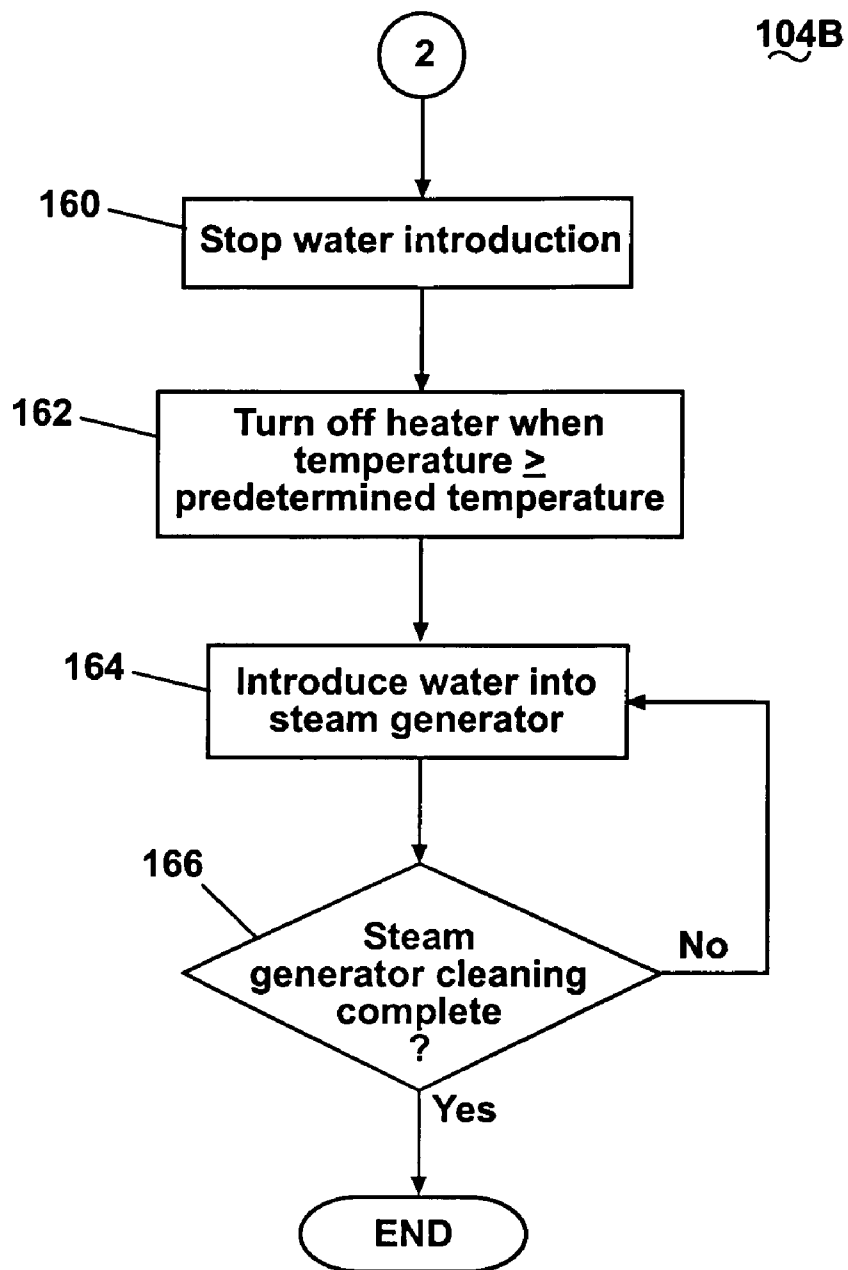 104B
2
160
Stop water introduction
162
Turn off heater when
temperature ≥
predetermined temperature
164
Introduce water into
steam generator
166
Steam
generator cleaning
complete
?
No
Yes
END